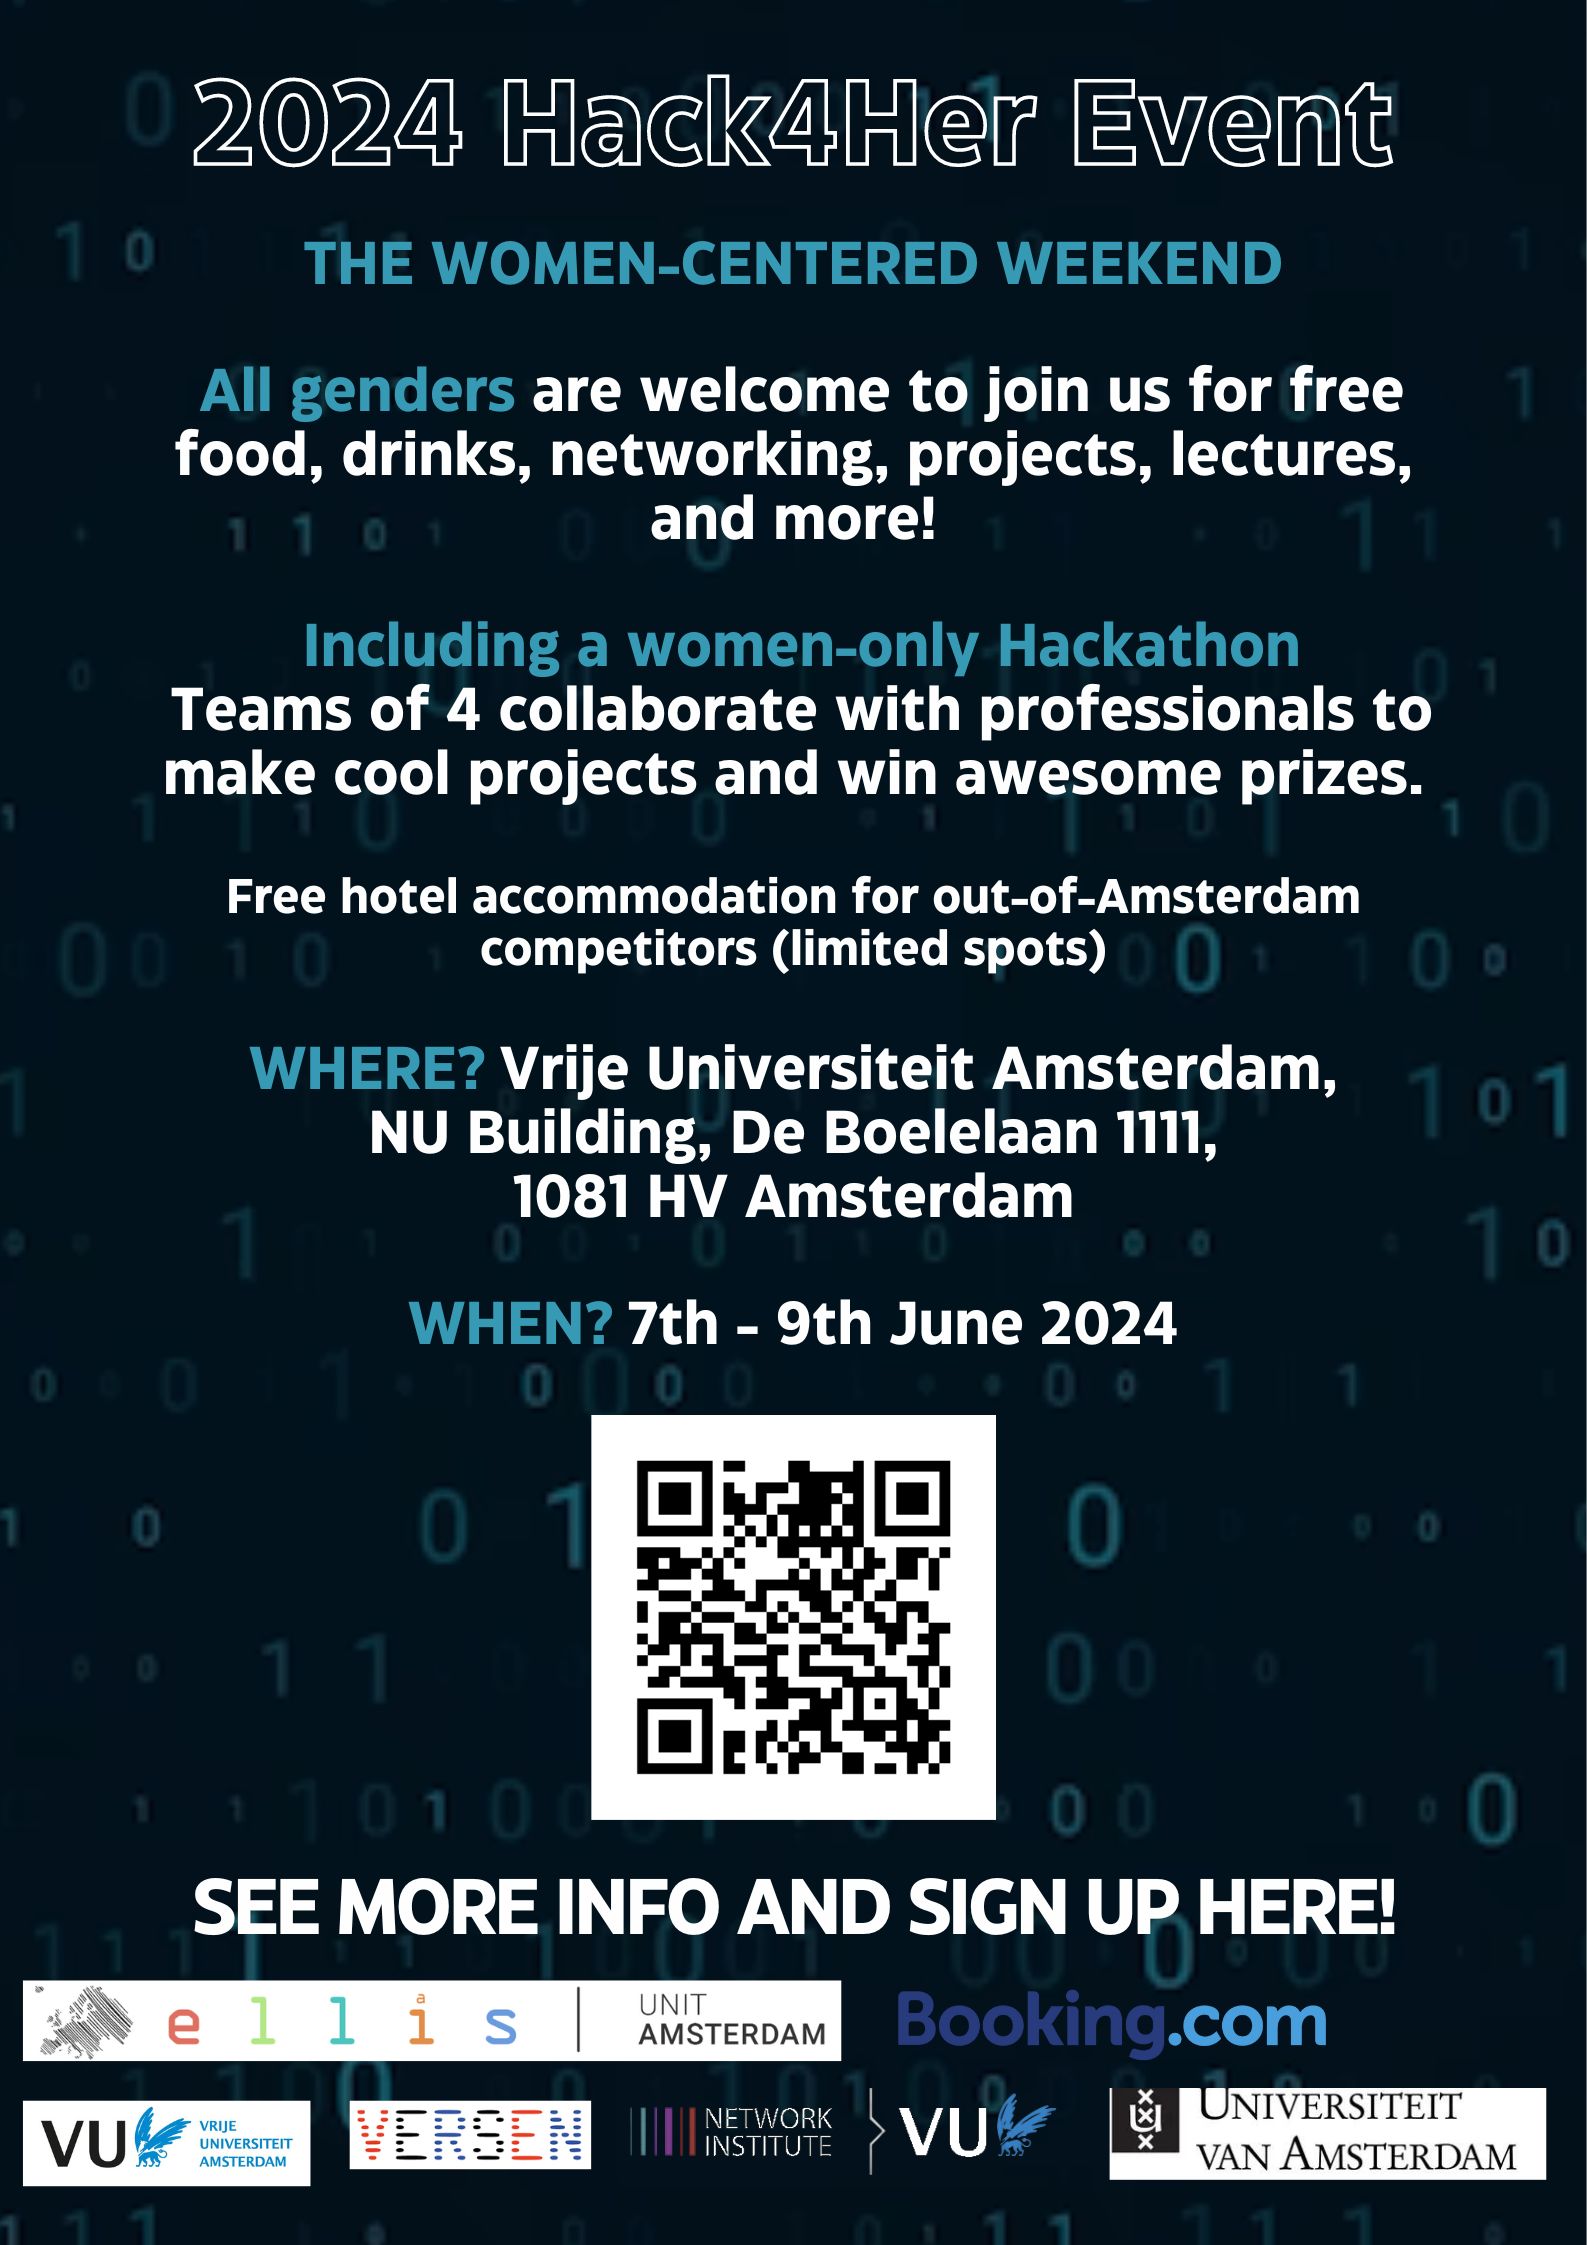 2024 Hack4Her Event
THE WOMEN-CENTERED WEEKEND
All genders are welcome to join us for free
food, drinks, networking, projects, lectures,
and more!
Including a women-only Hackathon
Teams of 4 collaborate with professionals to
make cool projects and win awesome prizes.
Free hotel accommodation for out-of-Amsterdam
competitors (limited spots)
WHERE? Vrije Universiteit Amsterdam,
NU Building, De Boelelaan 1111,
1081 HV Amsterdam
WHEN? 7th - 9th June 2024
SEE MORE INFO AND SIGN UP HERE!
ellis
a
UNIT
AMSTERDAM
Booking.com
VU
VRIJE
UNIVERSITEIT
AMSTERDAM
VERSEN
NETWORK
INSTITUTE
VU
UNIVERSITEIT
VAN AMSTERDAM